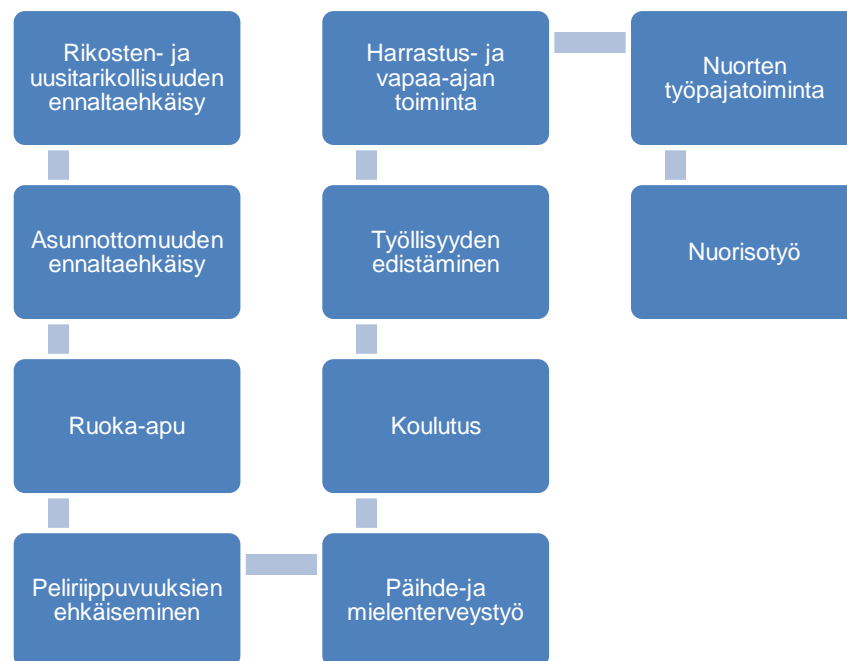 Rikosten- ja
uusitarikollisuuden
ennaltaehkäisy
Asunnottomuuden
ennaltaehkäisy
Ruoka-apu
Peliriippuvuuksien
ehkäiseminen
Päihde-ja
mielenterveystyö
Koulutus
Työllisyyden
edistäminen
Harrastus- ja
vapaa-ajan
toiminta
Nuorten
työpajatoiminta
Nuorisotyö